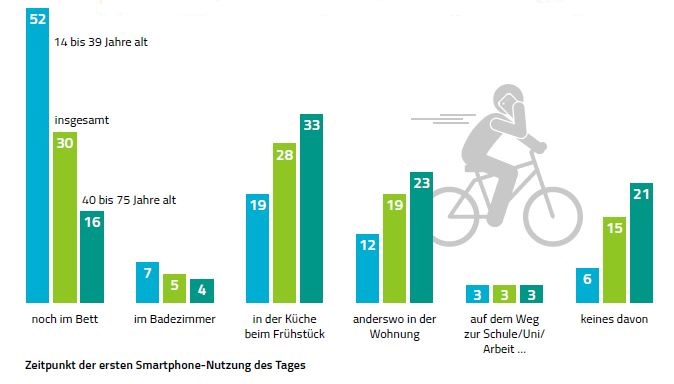 52
14 bis 39 Jahre alt
insgesamt
30
40 bis 75 Jahre alt
16
7
5
4
19
28
33
12
19
23
3
3
3
6
15
21
noch im Bett
im Badezimmer
in der Küche
beim Frühstück
anderswo in der
Wohnung
auf dem Weg
zur Schule/Uni/
Arbeit ...
keines davon
Zeitpunkt der ersten Smartphone-Nutzung des Tages